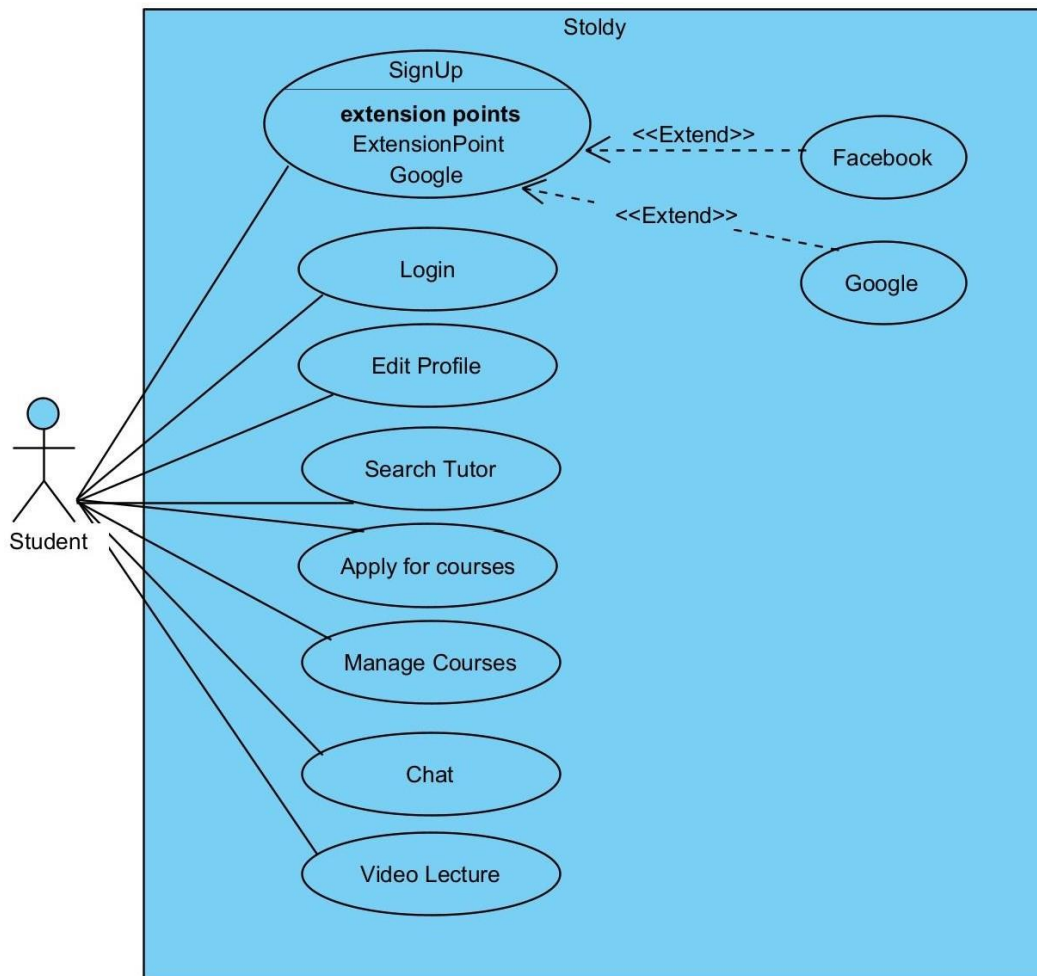 Stoldy
SignUp
extension points
ExtensionPoint
Google
<<Extend>>
Facebook
<<Extend>>
Google
Login
Edit Profile
Search Tutor
Student
Apply for courses
Manage Courses
Chat
Video Lecture